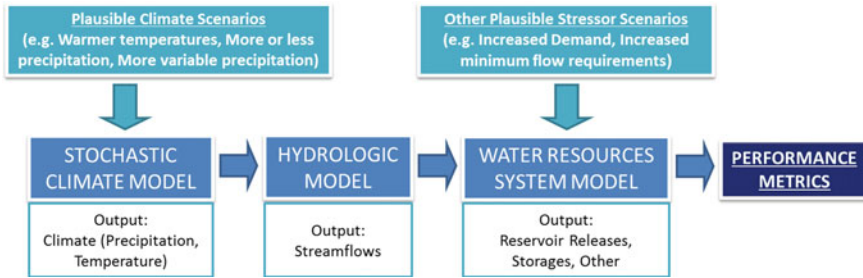 Plausible Climate Scenarios
(e.g. Warmer temperatures, More or less
precipitation, More variable precipitation)
Other Plausible Stressor Scenarios
(e.g. Increased Demand, Increased
minimum flow requirements)
STOCHASTIC
CLIMATE MODEL
HYDROLOGIC
MODEL
WATER RESOURCES
SYSTEM MODEL
PERFORMANCE
METRICS
Output:
Climate (Precipitation,
Temperature)
Output:
Streamflows
Output:
Reservoir Releases,
Storages, Other